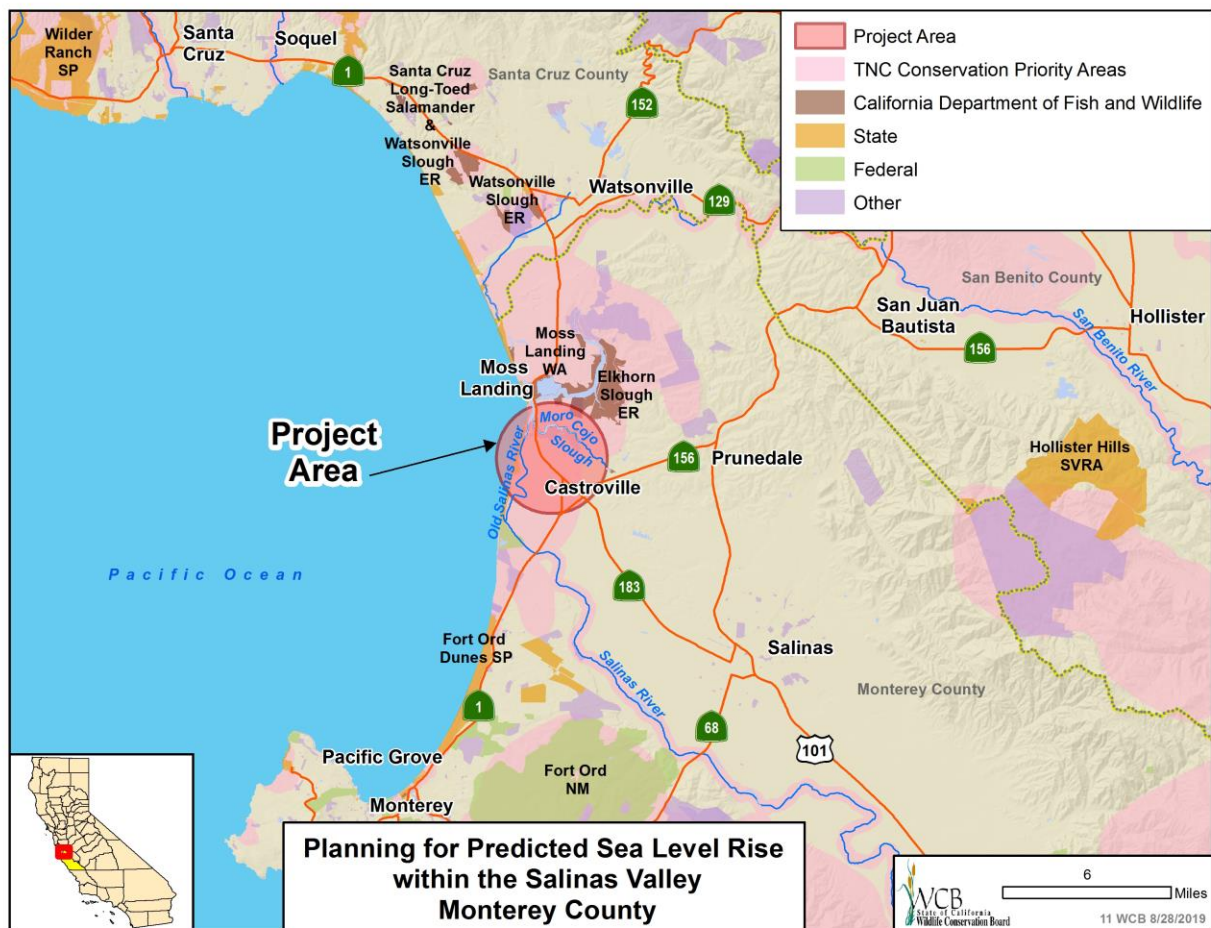 Wilder
Ranch
SP
Santa
Cruz
Soquel
1
Santa Cruz
Long-Toed
Salamander
&
Watsonville
Slough
ER
Santa Cruz County
152
Watsonville
Slough
ER
Watsonville
129
Project Area
TNC Conservation Priority Areas
California Department of Fish and Wildlife
State
Federal
Other
San Benito County
San Juan
Bautista
Hollister
156
San Benito River
Moss
Landing
WA
Moss
Landing
Elkhorn
Slough
ER
Project
Area
Moro Cojo
Slough
Old Salinas River
Castroville
156
Prunedale
Hollister Hills
SVRA
Pacific Ocean
183
Fort Ord
Dunes SP
Salinas River
Salinas
Monterey County
1
68
101
Pacific Grove
Monterey
Fort Ord
NM
Planning for Predicted Sea Level Rise
within the Salinas Valley
Monterey County
WCB
State of California
Wildlife Conservation Board
6
Miles
11 WCB 8/28/2019